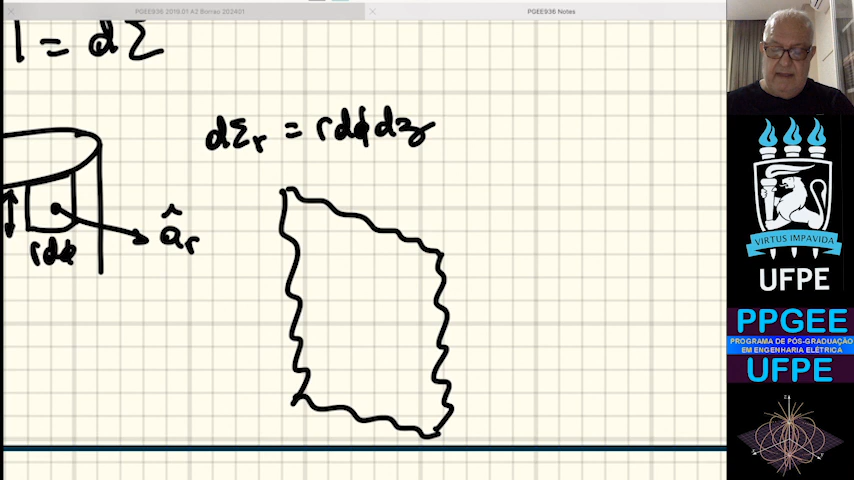 PGEE936 2019.01 A2 Borrao 202401
PGEE936 Notes
1 = dΣ
dΣr = rdϕdz
âr
rdϕ
VIRTUS IMPAVIDA
UFPE
PPGEE
PROGRAMA DE PÓS-GRADUAÇÃO
EM ENGENHARIA ELÉTRICA
UFPE